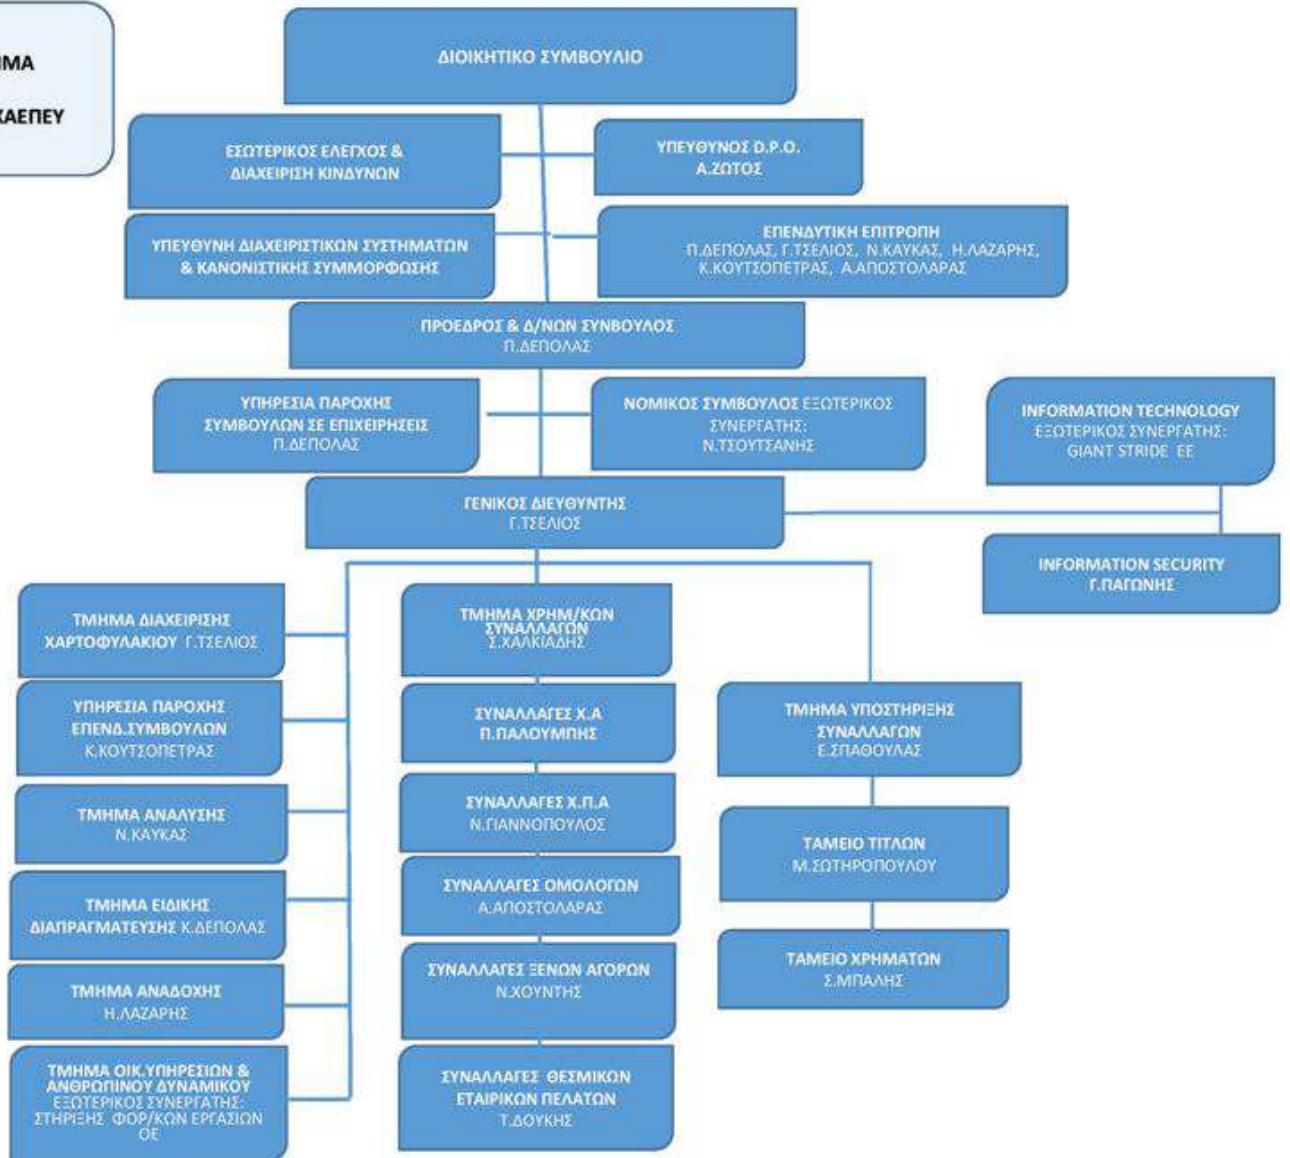 ΜΑ
ΧΑΕΠΕΥ
ΔΙΟΙΚΗΤΙΚΟ ΣΥΜΒΟΥΛΙΟ
ΕΣΩΤΕΡΙΚΟΣ ΕΛΕΓΧΟΣ &
ΔΙΑΧΕΙΡΙΣΗ ΚΙΝΔΥΝΩΝ
ΥΠΕΥΘΥΝΟΣ D.P.O.
Α.ΖΩΤΟΣ
ΥΠΕΥΘΥΝΗ ΔΙΑΧΕΙΡΙΣΤΙΚΩΝ ΣΥΣΤΗΜΑΤΩΝ
& ΚΑΝΟΝΙΣΤΙΚΗΣ ΣΥΜΜΟΡΦΩΣΗΣ
ΕΠΕΝΔΥΤΙΚΗ ΕΠΙΤΡΟΠΗ
Π.ΔΕΠΟΛΑΣ, Γ.ΤΣΕΛΙΟΣ, Ν.ΚΑΥΚΑΣ, Η.ΛΑΖΑΡΗΣ,
Κ.ΚΟΥΤΣΟΠΕΤΡΑΣ, Α.ΑΠΟΣΤΟΛΑΡΑΣ
ΠΡΟΕΔΡΟΣ & Δ/ΝΩΝ ΣΥΝΒΟΥΛΟΣ
Π.ΔΕΠΟΛΑΣ
ΥΠΗΡΕΣΙΑ ΠΑΡΟΧΗΣ
ΣΥΜΒΟΥΛΩΝ ΣΕ ΕΠΙΧΕΙΡΗΣΕΙΣ
Π.ΔΕΠΟΛΑΣ
ΝΟΜΙΚΟΣ ΣΥΜΒΟΥΛΟΣ ΕΞΩΤΕΡΙΚΟΣ
ΣΥΝΕΡΓΑΤΗΣ:
Ν.ΤΣΟΥΤΣΑΝΗΣ
INFORMATION TECHNOLOGY
ΕΞΩΤΕΡΙΚΟΣ ΣΥΝΕΡΓΑΤΗΣ:
GIANT STRIDE ΕΕ
ΓΕΝΙΚΟΣ ΔΙΕΥΘΥΝΤΗΣ
Γ.ΤΣΕΛΙΟΣ
INFORMATION SECURITY
Γ.ΠΑΓΩΝΗΣ
ΤΜΗΜΑ ΔΙΑΧΕΙΡΙΣΗΣ
ΧΑΡΤΟΦΥΛΑΚΙΟΥ Γ.ΤΣΕΛΙΟΣ
ΥΠΗΡΕΣΙΑ ΠΑΡΟΧΗΣ
ΕΠΕΝΔ.ΣΥΜΒΟΥΛΩΝ
Κ.ΚΟΥΤΣΟΠΕΤΡΑΣ
ΤΜΗΜΑ ΑΝΑΛΥΣΗΣ
Ν.ΚΑΥΚΑΣ
ΤΜΗΜΑ ΕΙΔΙΚΗΣ
ΔΙΑΠΡΑΓΜΑΤΕΥΣΗΣ Κ.ΔΕΠΟΛΑΣ
ΤΜΗΜΑ ΑΝΑΔΟΧΗΣ
Η.ΛΑΖΑΡΗΣ
ΤΜΗΜΑ ΟΙΚ.ΥΠΗΡΕΣΙΩΝ &
ΑΝΘΡΩΠΙΝΟΥ ΔΥΝΑΜΙΚΟΥ
ΕΞΩΤΕΡΙΚΟΣ ΣΥΝΕΡΓΑΤΗΣ:
ΣΤΗΡΙΞΗΣ ΦΟΡ/ΚΩΝ ΕΡΓΑΣΙΩΝ
ΟΕ
ΤΜΗΜΑ ΧΡΗΜ/ΚΩΝ
ΣΥΝΑΛΛΑΓΩΝ
Σ.ΧΑΛΚΙΑΔΗΣ
ΣΥΝΑΛΛΑΓΕΣ Χ.Α
Π.ΠΑΛΟΥΜΠΗΣ
ΣΥΝΑΛΛΑΓΕΣ Χ.Π.Α
Ν.ΓΙΑΝΝΟΠΟΥΛΟΣ
ΣΥΝΑΛΛΑΓΕΣ ΟΜΟΛΟΓΩΝ
Α.ΑΠΟΣΤΟΛΑΡΑΣ
ΣΥΝΑΛΛΑΓΕΣ ΞΕΝΩΝ ΑΓΟΡΩΝ
Ν.ΧΟΥΝΤΗΣ
ΣΥΝΑΛΛΑΓΕΣ ΘΕΣΜΙΚΩΝ
ΕΤΑΙΡΙΚΩΝ ΠΕΛΑΤΩΝ
Τ.ΔΟΥΚΗΣ
ΤΜΗΜΑ ΥΠΟΣΤΗΡΙΞΗΣ
ΣΥΝΑΛΛΑΓΩΝ
Ε.ΣΠΑΘΟΥΛΑΣ
ΤΑΜΕΙΟ ΤΙΤΛΩΝ
Μ.ΣΩΤΗΡΟΠΟΥΛΟΥ
ΤΑΜΕΙΟ ΧΡΗΜΑΤΩΝ
Σ.ΜΠΑΛΗΣ